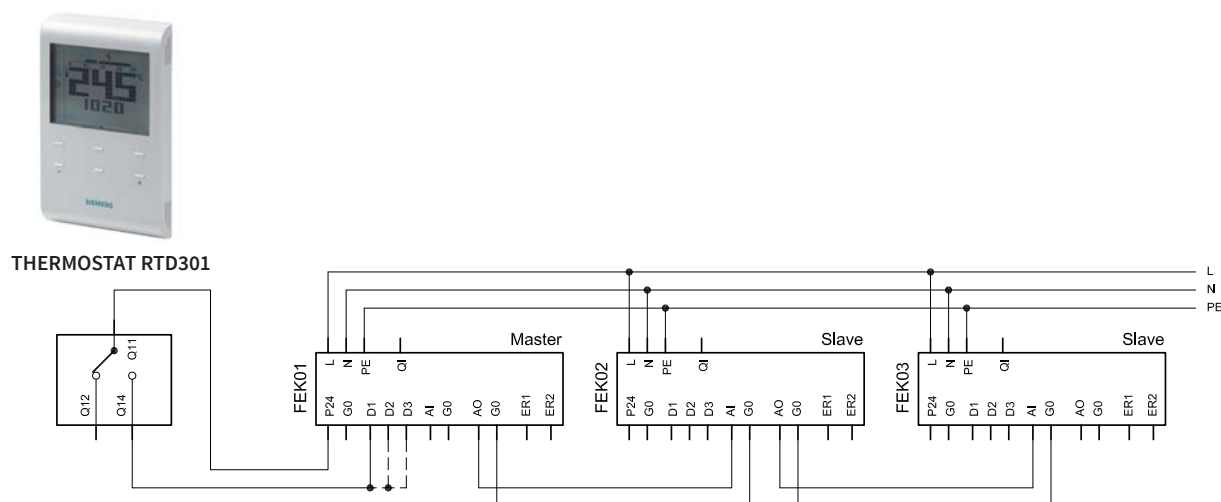 245
1020
SIEMENS
THERMOSTAT RTD301
L
N
PE
Master
Slave
Slave
Q11
Q12
Q14
FEK01
L
N
PE
QI
P24
G0
D1
D2
D3
AI
G0
AO
G0
ER1
ER2
FEK02
L
N
PE
QI
P24
G0
D1
D2
D3
AI
G0
AO
G0
ER1
ER2
FEK03
L
N
PE
QI
P24
G0
D1
D2
D3
AI
G0
AO
G0
ER1
ER2